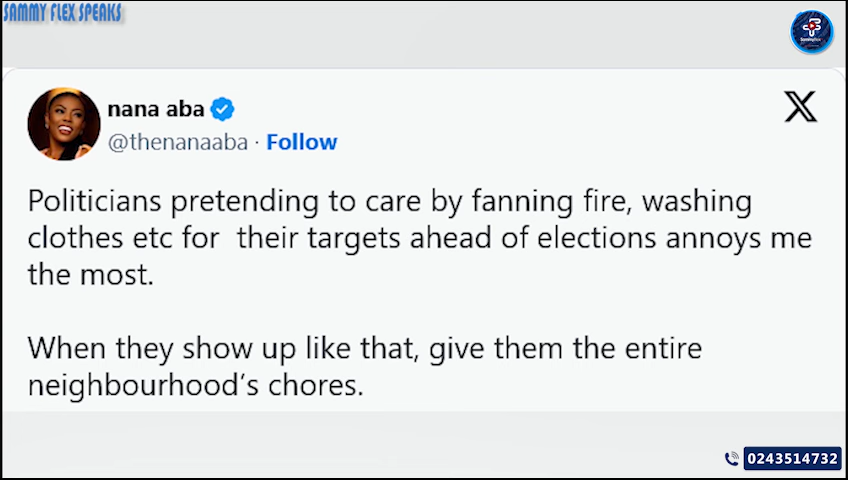 SAMMY FLEX SPEAKS
nana aba
@thenanaaba · Follow
Politicians pretending to care by fanning fire, washing
clothes etc for  their targets ahead of elections annoys me
the most.
When they show up like that, give them the entire
neighbourhood's chores.
0243514732